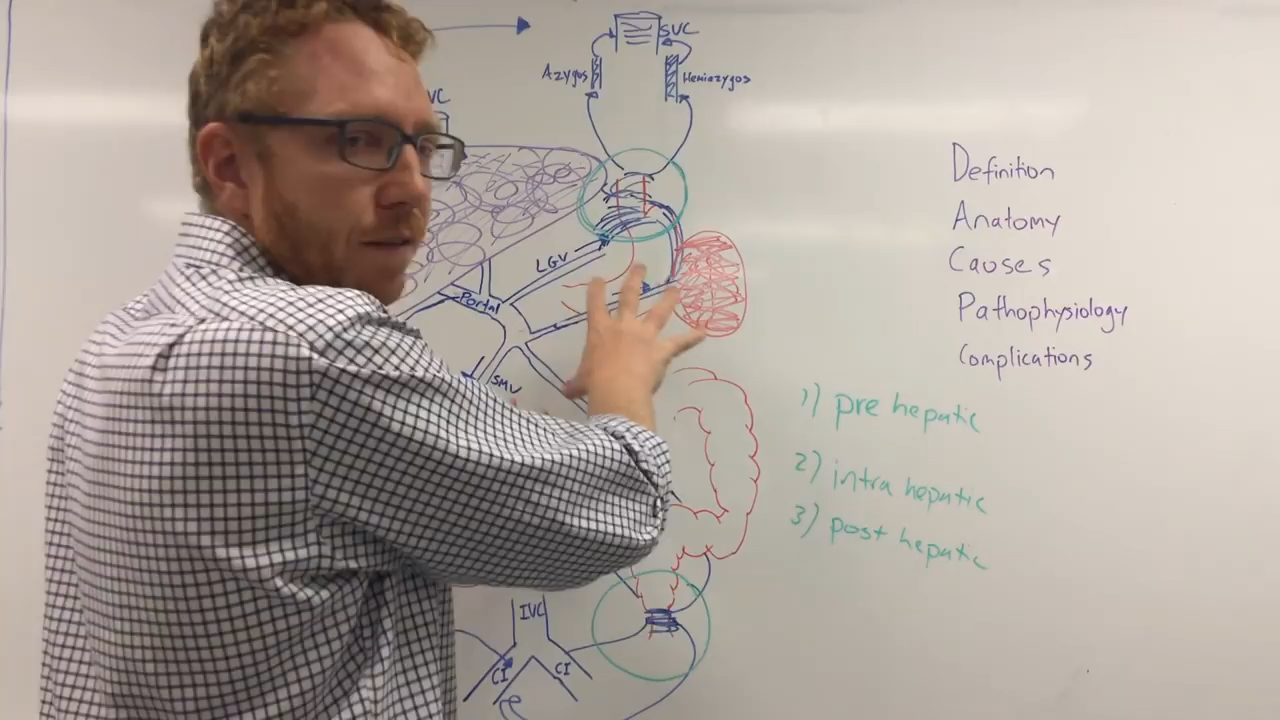 SVC
Azygos
Hemiazygos
VC
LGV
Portal
SMV
IVC
CI
CI
Definition
Anatomy
Causes
Pathophysiology
Complications
1) pre hepatic
2) intra hepatic
3) post hepatic